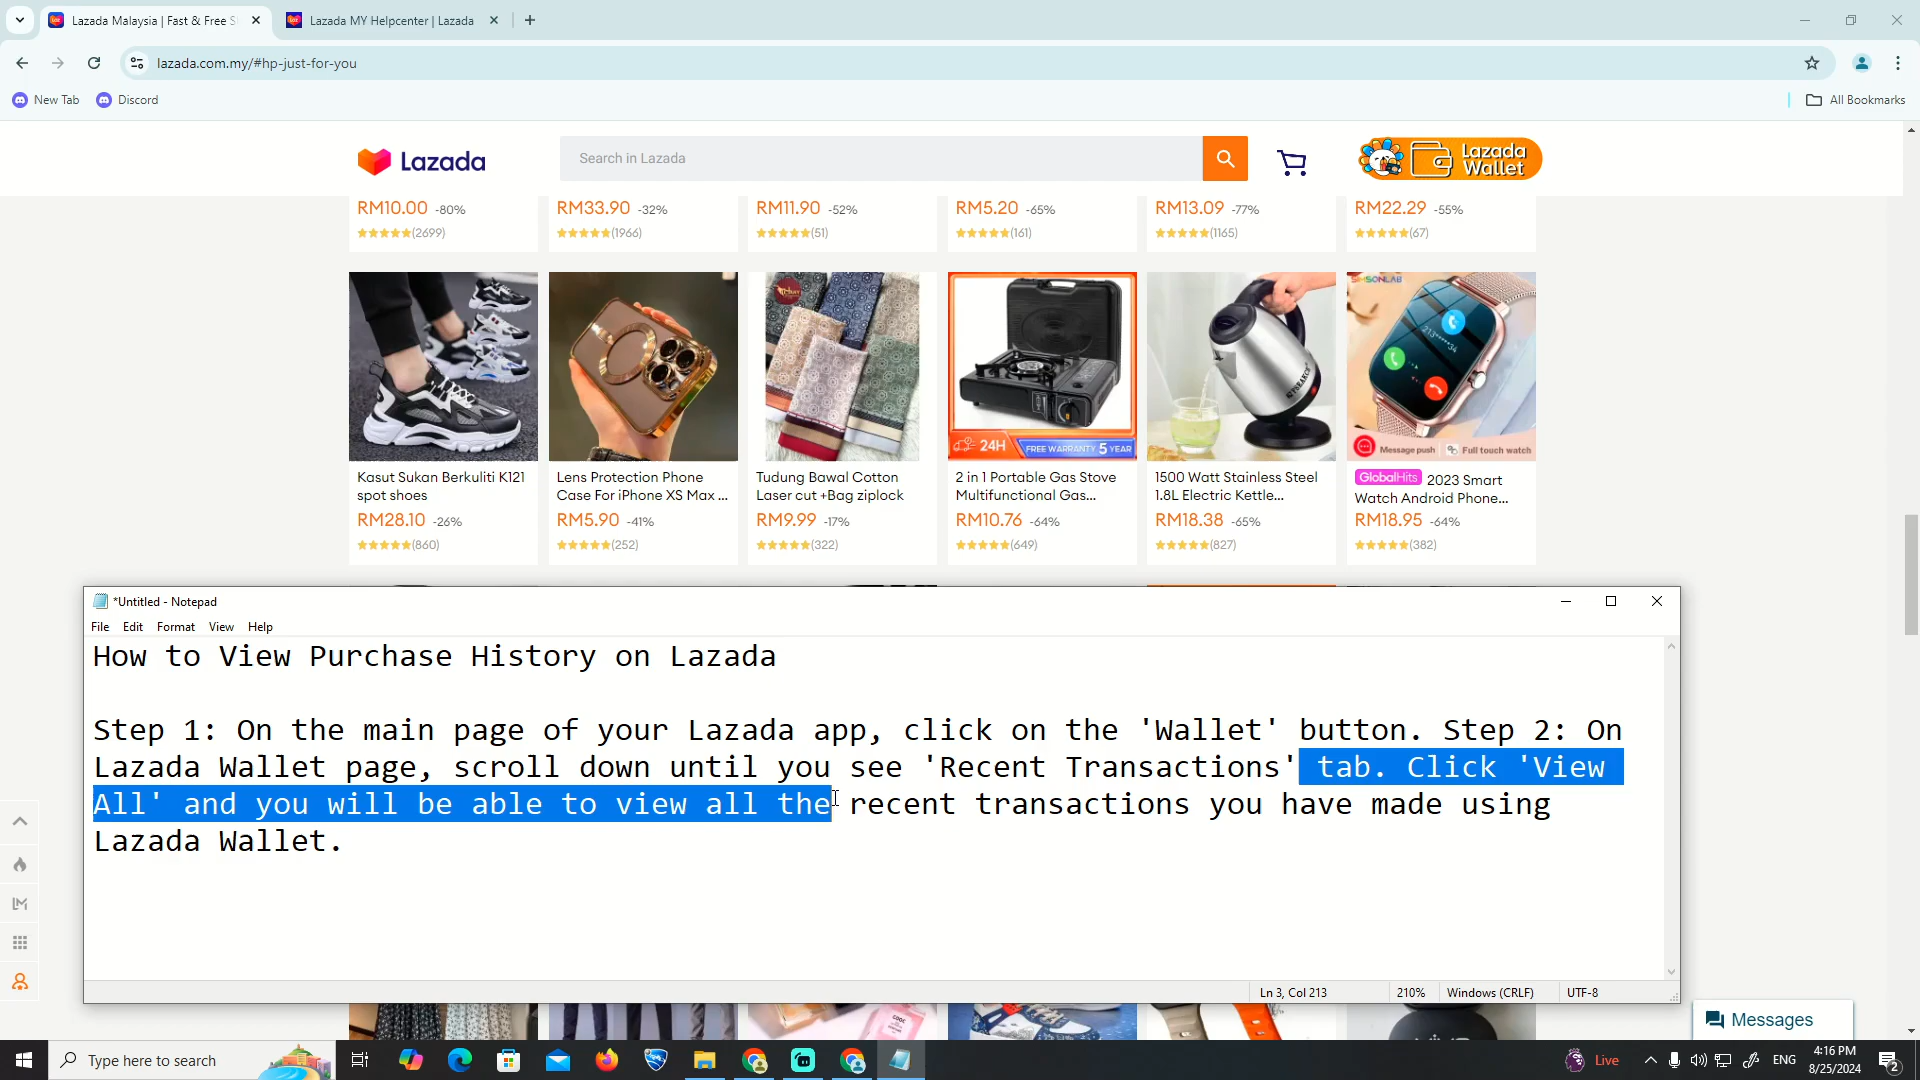 Lazada Malaysia | Fast & Free S
Lazada MY Helpcenter | Lazada
lazada.com.my/#hp-just-for-you
New Tab
Discord
All Bookmarks
Lazada
Search in Lazada
Lazada Wallet
RM10.00 -80%
RM33.90 -32%
RM11.90 -52%
RM5.20 -65%
RM13.09 -77%
RM22.29 -55%
(2699)
(1966)
(51)
(161)
(1165)
(67)
24H
FREE WARRANTY 5 YEAR
Message push
Full touch watch
Kasut Sukan Berkuliti K121
spot shoes
RM28.10 -26%
(860)
Lens Protection Phone
Case For iPhone XS Max ...
RM5.90 -41%
(252)
Tudung Bawal Cotton
Laser cut +Bag ziplock
RM9.99 -17%
(322)
2 in 1 Portable Gas Stove
Multifunctional Gas...
RM10.76 -64%
(649)
1500 Watt Stainless Steel
1.8L Electric Kettle...
RM18.38 -65%
(827)
GlobalHits 2023 Smart
Watch Android Phone...
RM18.95 -64%
(382)
*Untitled - Notepad
File Edit Format View Help
How to View Purchase History on Lazada
Step 1: On the main page of your Lazada app, click on the 'Wallet' button. Step 2: On
Lazada Wallet page, scroll down until you see 'Recent Transactions' tab. Click 'View
All' and you will be able to view all the recent transactions you have made using
Lazada Wallet.
Ln 3, Col 213
210%
Windows (CRLF)
UTF-8
Messages
Type here to search
Live
ENG
4:16 PM
8/25/2024
2